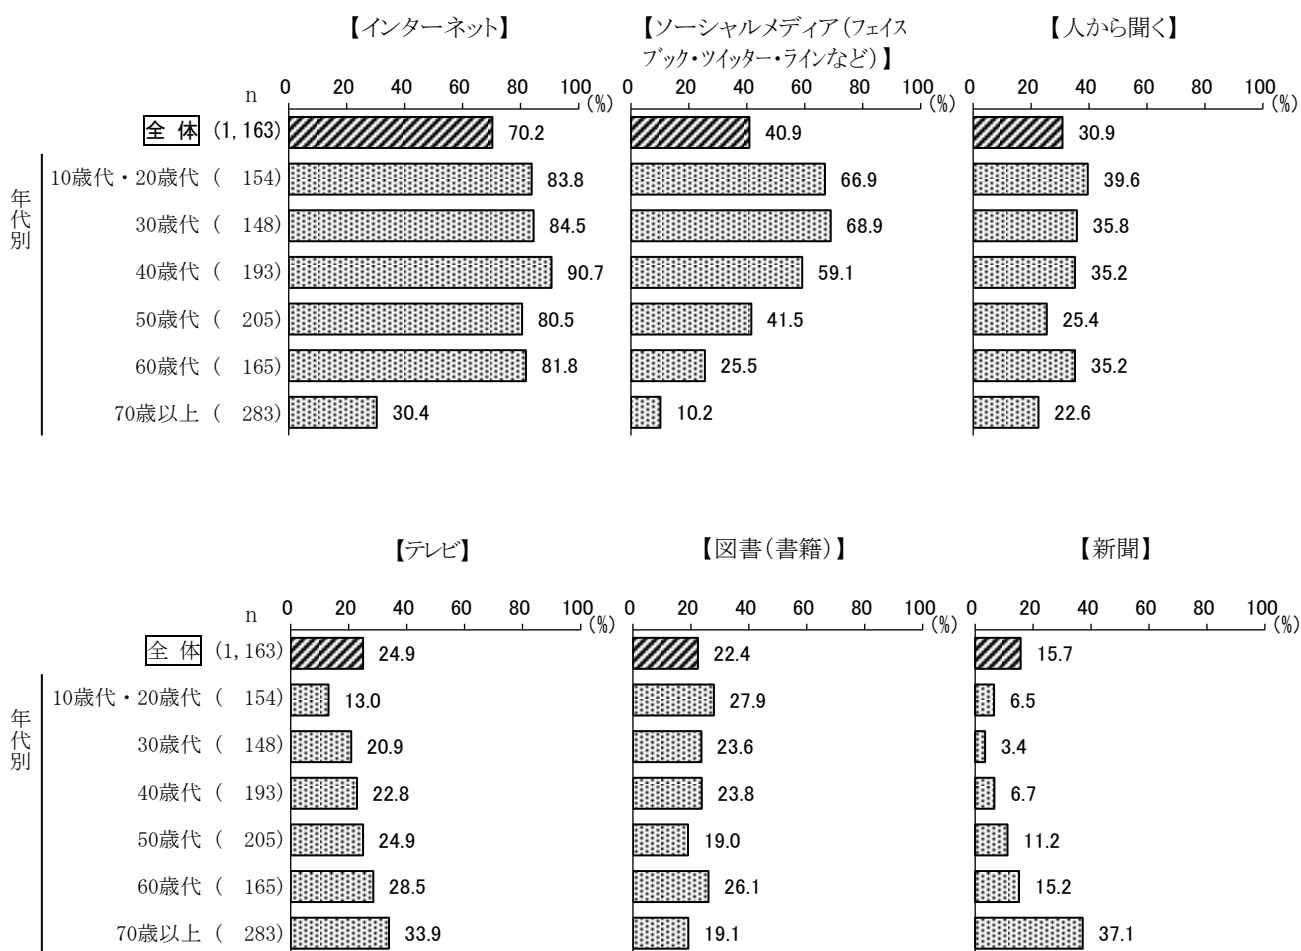 【インターネット】
【ソーシャルメディア(フェイス
ブック・ツイッター・ラインなど)】
【人から聞く】
n
0 20 40 60 80 100(%)
0 20 40 60 80 100(%)
0 20 40 60 80 100(%)
全 体 (1,163) 70.2 40.9 30.9
年代別
10歳代・20歳代 ( 154) 83.8 66.9 39.6
30歳代 ( 148) 84.5 68.9 35.8
40歳代 ( 193) 90.7 59.1 35.2
50歳代 ( 205) 80.5 41.5 25.4
60歳代 ( 165) 81.8 25.5 35.2
70歳以上 ( 283) 30.4 10.2 22.6
【テレビ】
【図書(書籍)】
【新聞】
n
0 20 40 60 80 100(%)
0 20 40 60 80 100(%)
0 20 40 60 80 100(%)
全 体 (1,163) 24.9 22.4 15.7
年代別
10歳代・20歳代 ( 154) 13.0 27.9 6.5
30歳代 ( 148) 20.9 23.6 3.4
40歳代 ( 193) 22.8 23.8 6.7
50歳代 ( 205) 24.9 19.0 11.2
60歳代 ( 165) 28.5 26.1 15.2
70歳以上 ( 283) 33.9 19.1 37.1